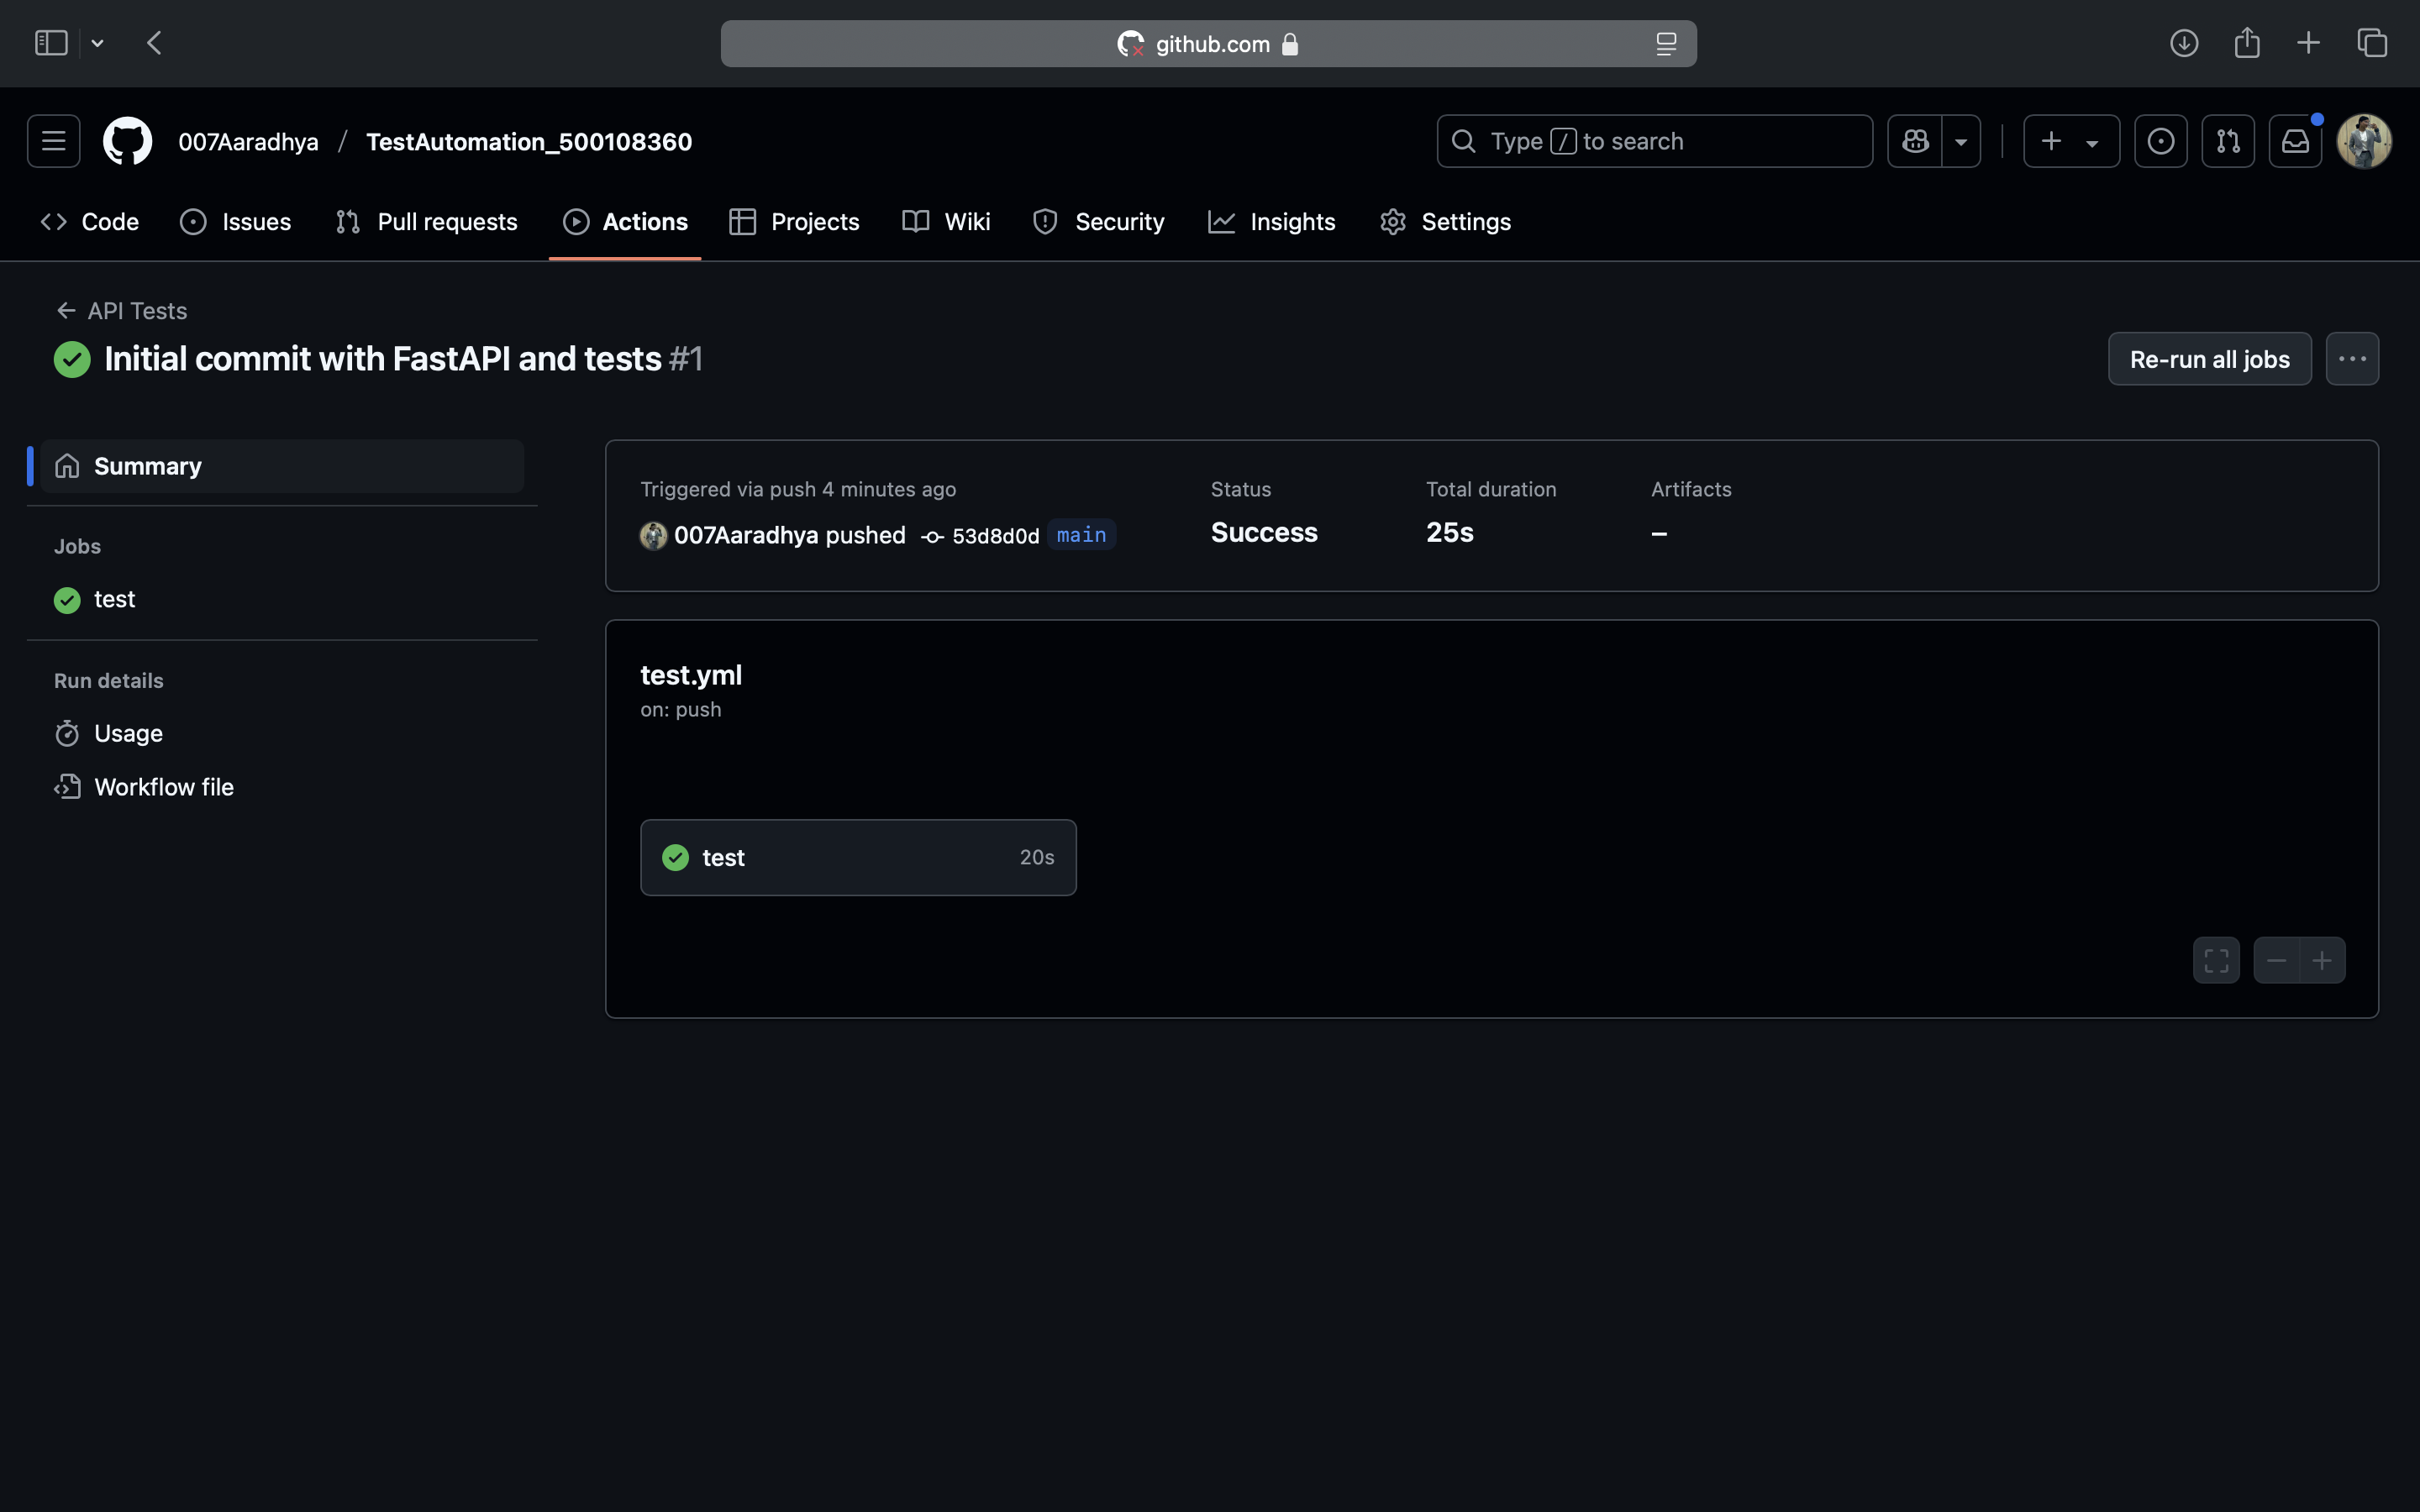 github.com
007Aaradhya / TestAutomation_500108360
Type / to search
Code Issues Pull requests Actions Projects Wiki Security Insights Settings
API Tests
Initial commit with FastAPI and tests #1
Re-run all jobs
Summary
Jobs
test
Run details
Usage
Workflow file
Triggered via push 4 minutes ago
007Aaradhya pushed 53d8d0d main
Status
Success
Total duration
25s
Artifacts
–
test.yml
on: push
test 20s